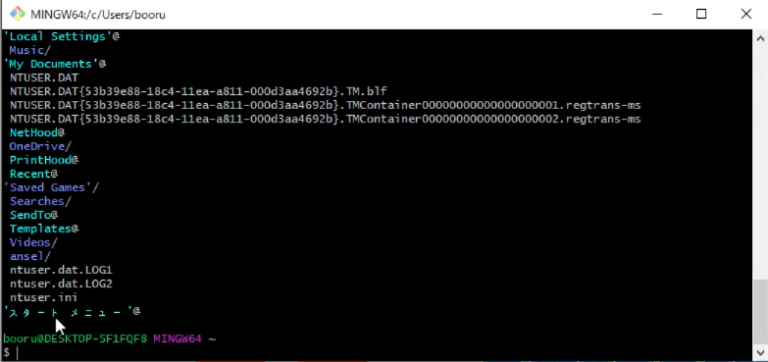 MINGW64:/c/Users/booru
'Local Settings'@
Music/
'My Documents'@
NTUSER.DAT
NTUSER.DAT{53b39e88-18c4-11ea-a811-000d3aa4692b}.TM.blf
NTUSER.DAT{53b39e88-18c4-11ea-a811-000d3aa4692b}.TMContainer00000000000000000001.regtrans-ms
NTUSER.DAT{53b39e88-18c4-11ea-a811-000d3aa4692b}.TMContainer00000000000000000002.regtrans-ms
NetHood@
OneDrive/
PrintHood@
Recent@
'Saved Games'/
Searches/
SendTo@
Templates@
Videos/
ansel/
ntuser.dat.LOG1
ntuser.dat.LOG2
ntuser.ini
'スタート メニュー'@
booru@DESKTOP-SF1FQF8 MINGW64 ~
$